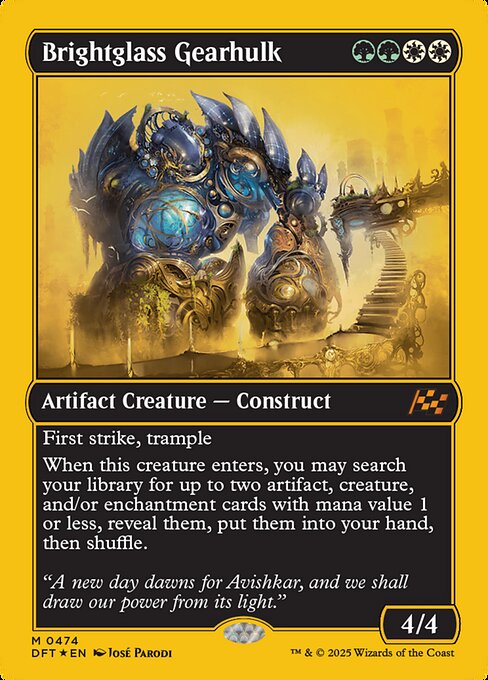 Brightglass Gearhulk
Artifact Creature — Construct
First strike, trample
When this creature enters, you may search
your library for up to two artifact, creature,
and/or enchantment cards with mana value 1
or less, reveal them, put them into your hand,
then shuffle.
“A new day dawns for Avishkar, and we shall
draw our power from its light.”
4/4
M 0474
DFT★EN José Parodi
™ & © 2025 Wizards of the Coast